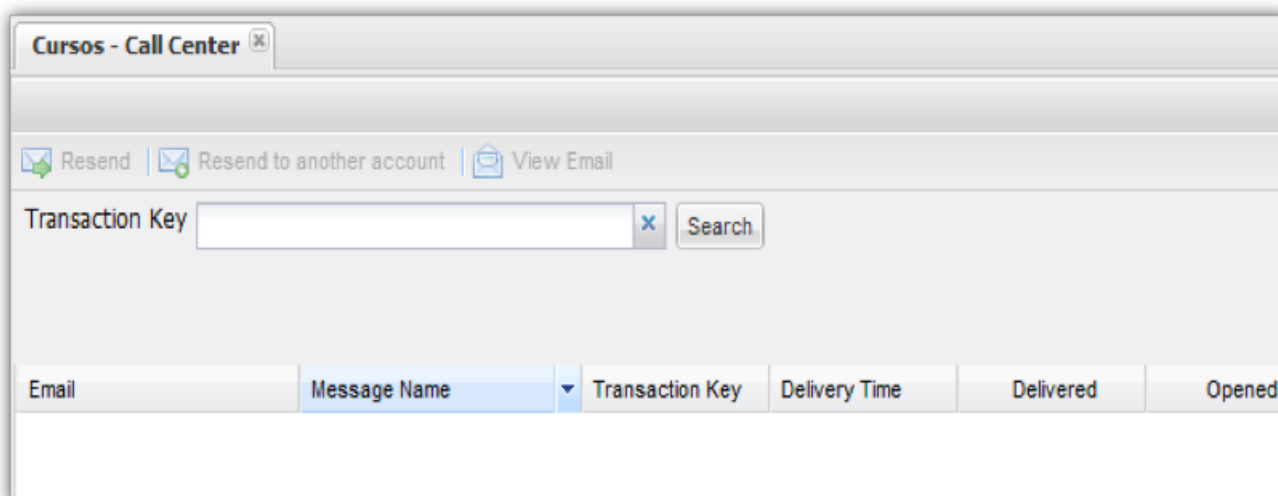 Cursos - Call Center
Resend Resend to another account View Email
Transaction Key Search
Email Message Name Transaction Key Delivery Time Delivered Opened